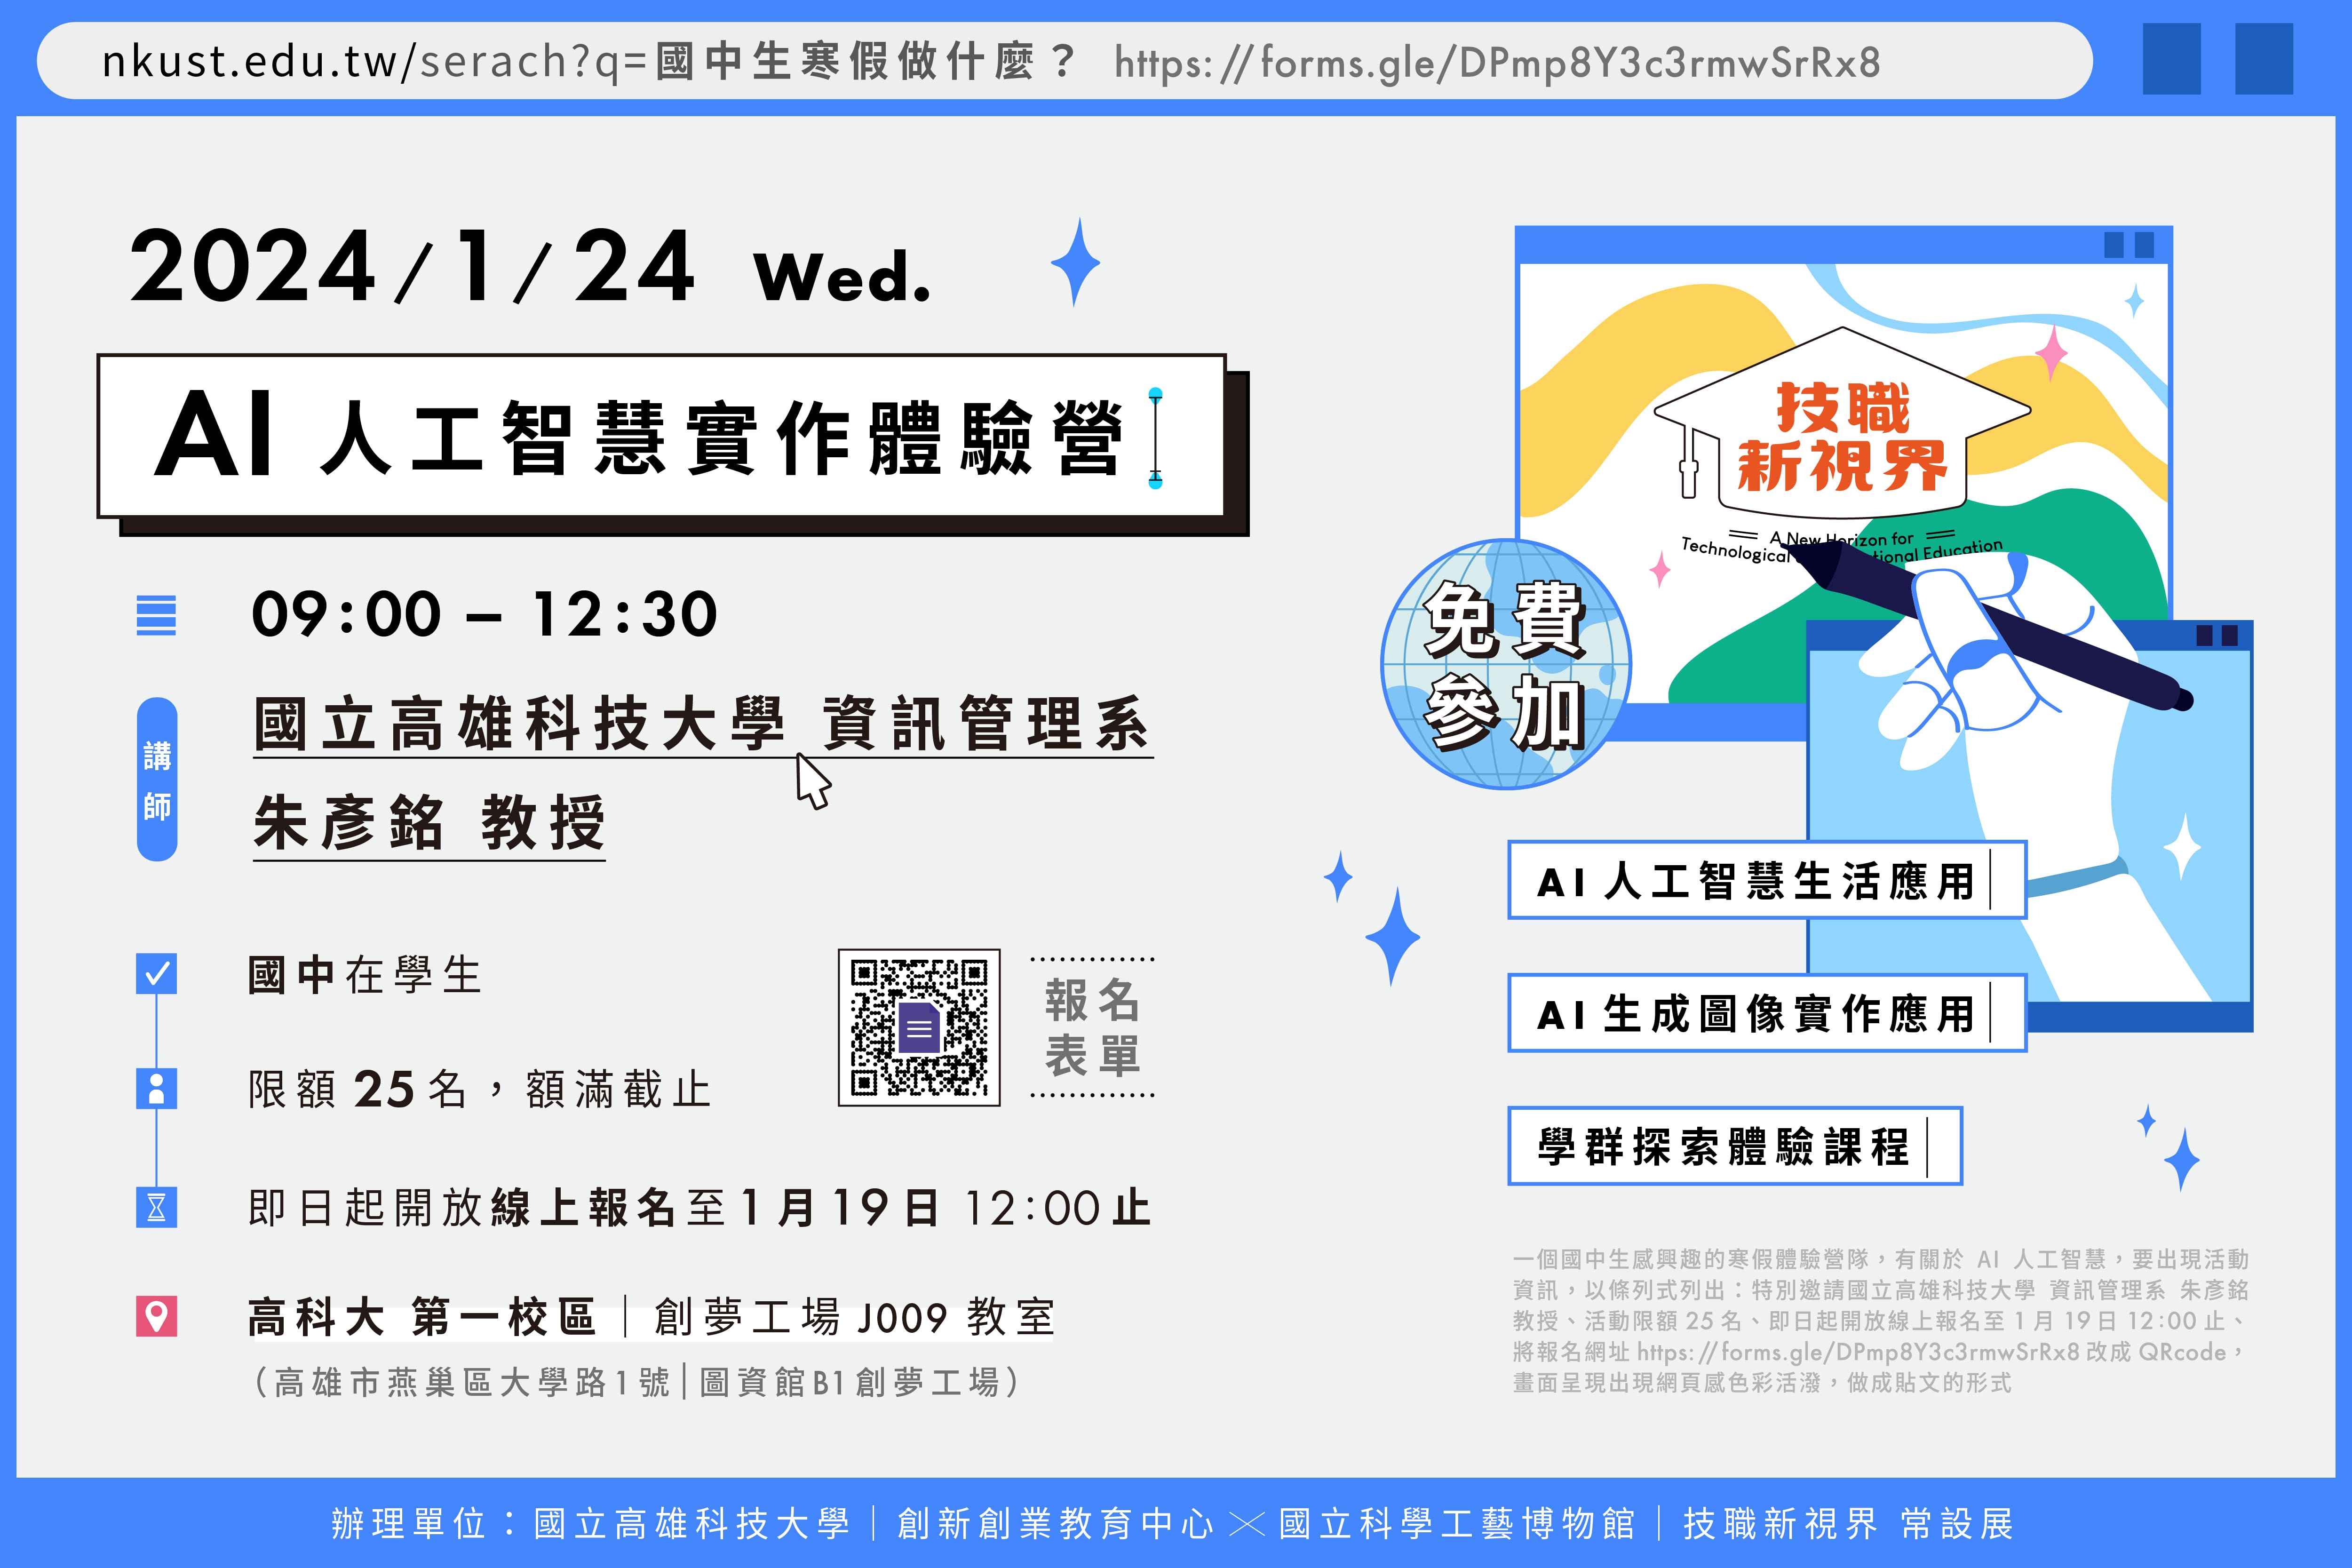 nkust.edu.tw/serach?q=國中生寒假做什麼？ https://forms.gle/DPmp8Y3c3rmwSrRx8
2024/1/24 Wed.
AI 人工智慧實作體驗營
09:00 – 12:30
講師
國立高雄科技大學 資訊管理系
朱彥銘 教授
國中在學生
限額 25 名，額滿截止
報名
表單
即日起開放線上報名至 1 月 19 日 12:00 止
高科大 第一校區｜創夢工場 J009 教室
（高雄市燕巢區大學路1號｜圖資館B1創夢工場）
技職
新視界
A New Horizon for
Technological tional Education
免費
參加
AI 人工智慧生活應用
AI 生成圖像實作應用
學群探索體驗課程
一個國中生感興趣的寒假體驗營隊，有關於 AI 人工智慧，要出現活動
資訊，以條列式列出：特別邀請國立高雄科技大學 資訊管理系 朱彥銘
教授、活動限額 25 名、即日起開放線上報名至 1 月 19 日 12:00 止、
將報名網址 https://forms.gle/DPmp8Y3c3rmwSrRx8 改成 QRcode，
畫面呈現出現網頁感色彩活潑，做成貼文的形式
辦理單位：國立高雄科技大學｜創新創業教育中心╳國立科學工藝博物館｜技職新視界 常設展